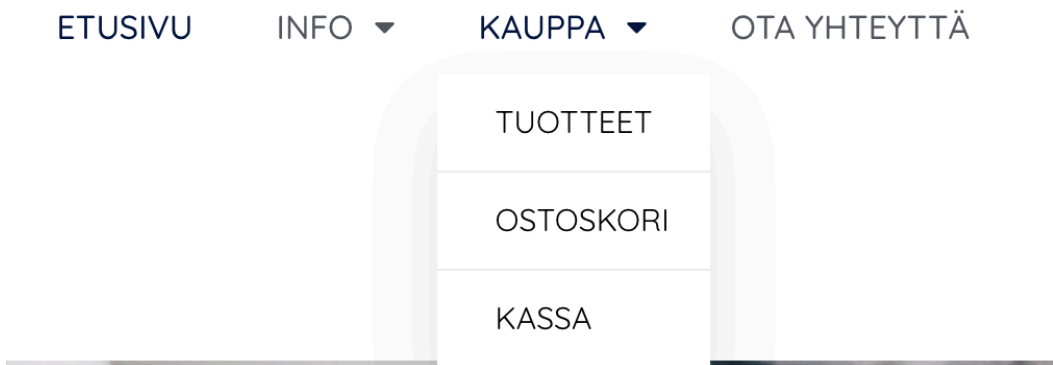 ETUSIVU INFO KAUPPA OTA YHTEYTTÄ
TUOTTEET
OSTOSKORI
KASSA